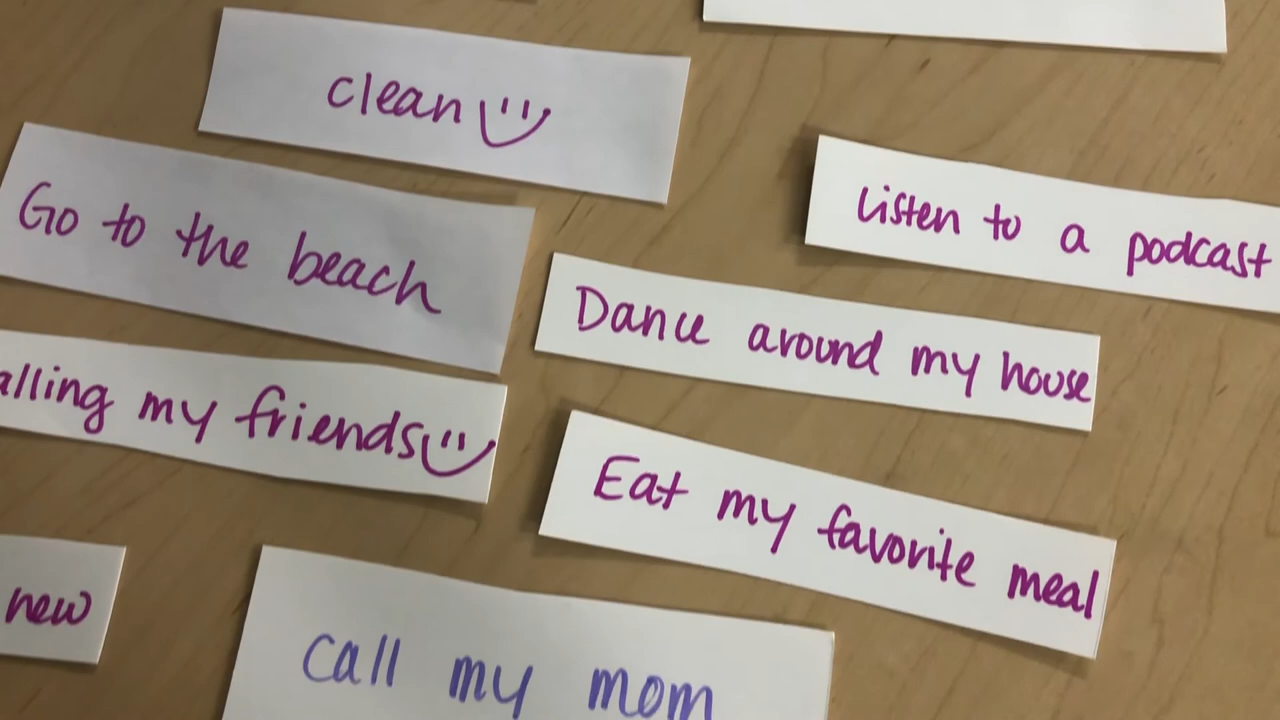 clean
Go to the beach
Listen to a podcast
Dance around my house
alling my friends
Eat my favorite meal
new
Call my mom